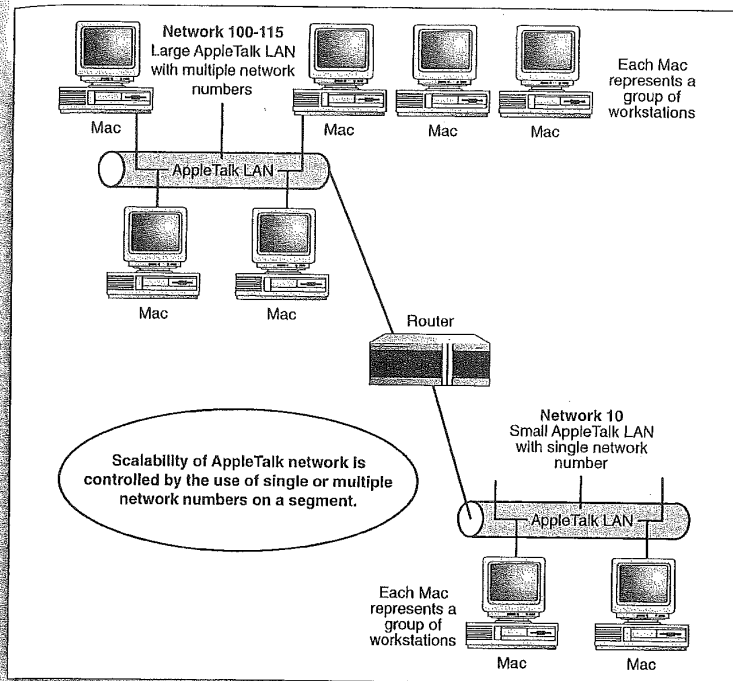 Network 100-115
Large AppleTalk LAN
with multiple network
numbers
Each Mac
represents a
group of
workstations
Mac
Mac
Mac
Mac
AppleTalk LAN
Mac
Mac
Router
Network 10
Small AppleTalk LAN
with single network
number
Scalability of AppleTalk network is
controlled by the use of single or multiple
network numbers on a segment.
AppleTalk LAN
Each Mac
represents a
group of
workstations
Mac
Mac